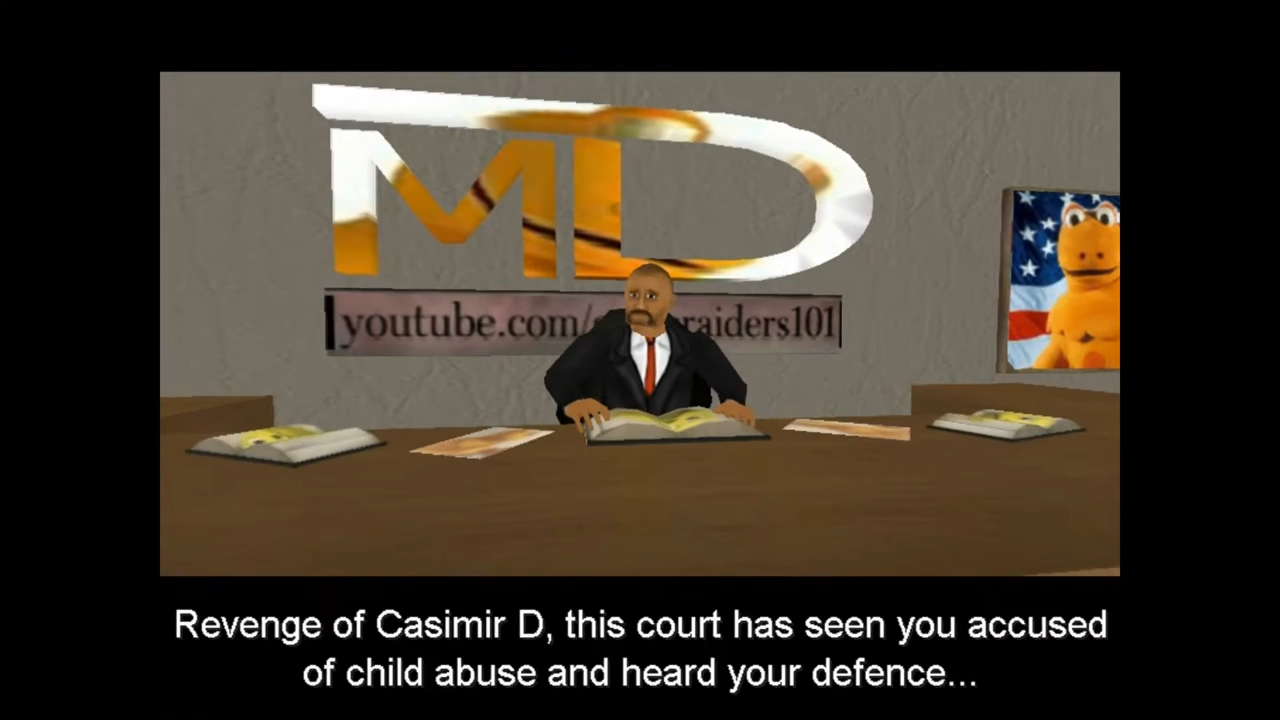 MD
youtube.com/ raiders101
Revenge of Casimir D, this court has seen you accused
of child abuse and heard your defence...